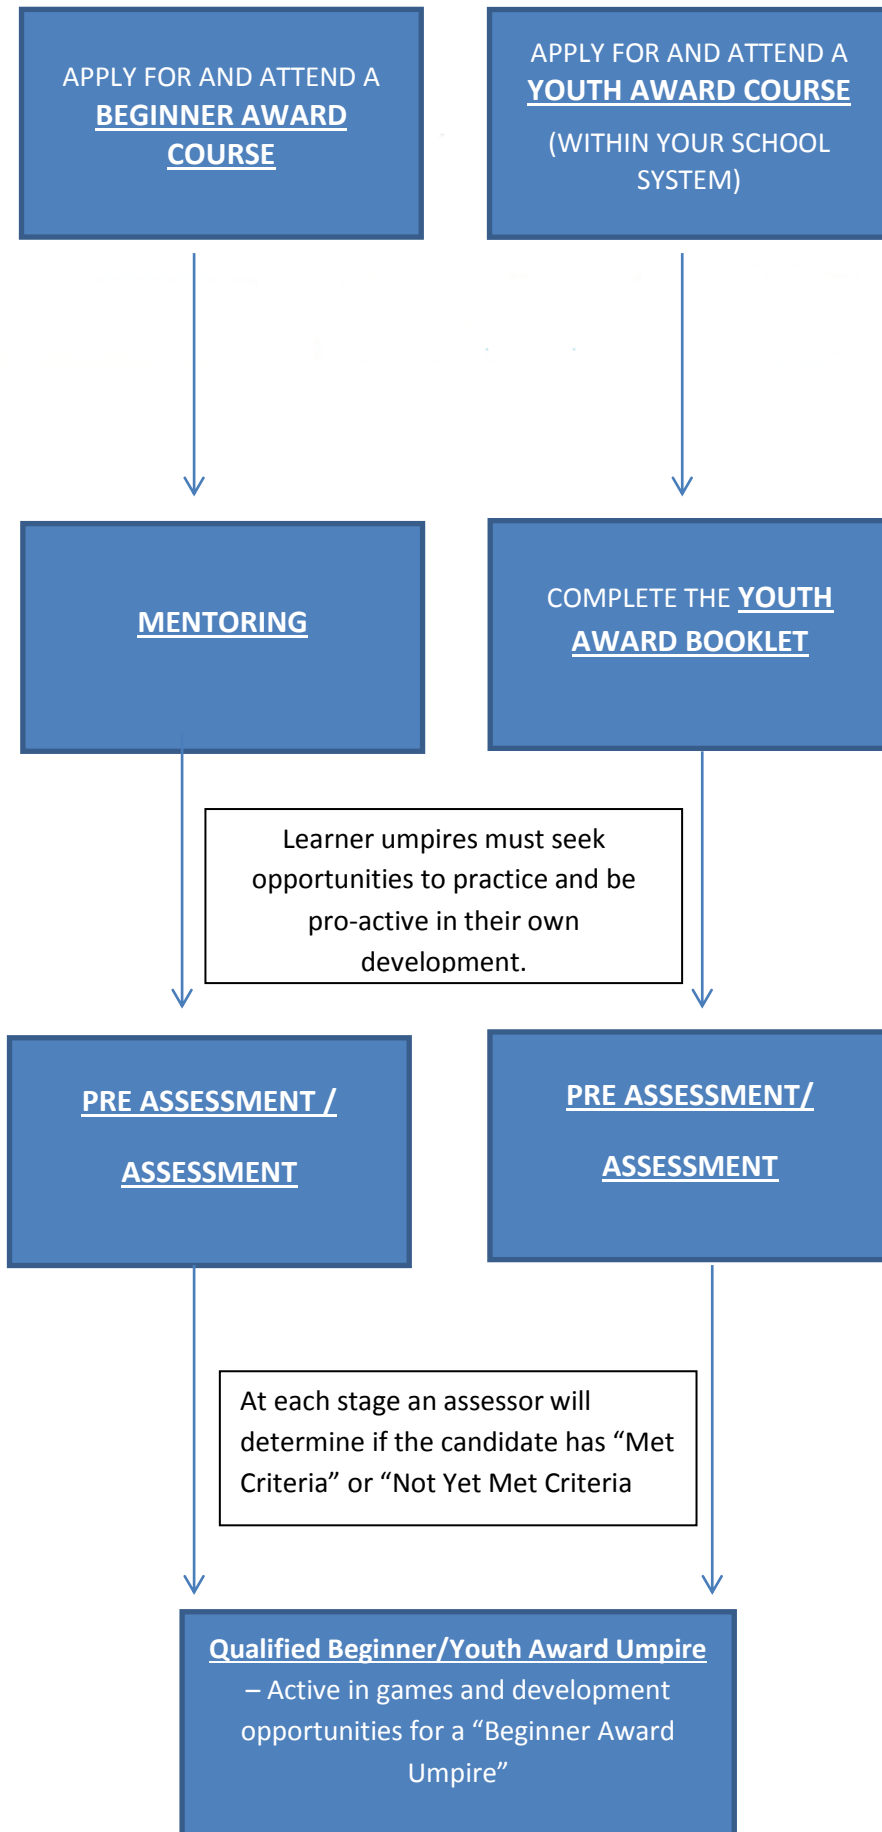 APPLY FOR AND ATTEND A
BEGINNER AWARD
COURSE
APPLY FOR AND ATTEND A
YOUTH AWARD COURSE
(WITHIN YOUR SCHOOL
SYSTEM)
MENTORING
COMPLETE THE YOUTH
AWARD BOOKLET
Learner umpires must seek
opportunities to practice and be
pro-active in their own
development.
PRE ASSESSMENT /
ASSESSMENT
PRE ASSESSMENT/
ASSESSMENT
At each stage an assessor will
determine if the candidate has “Met
Criteria” or “Not Yet Met Criteria
Qualified Beginner/Youth Award Umpire
– Active in games and development
opportunities for a “Beginner Award
Umpire”